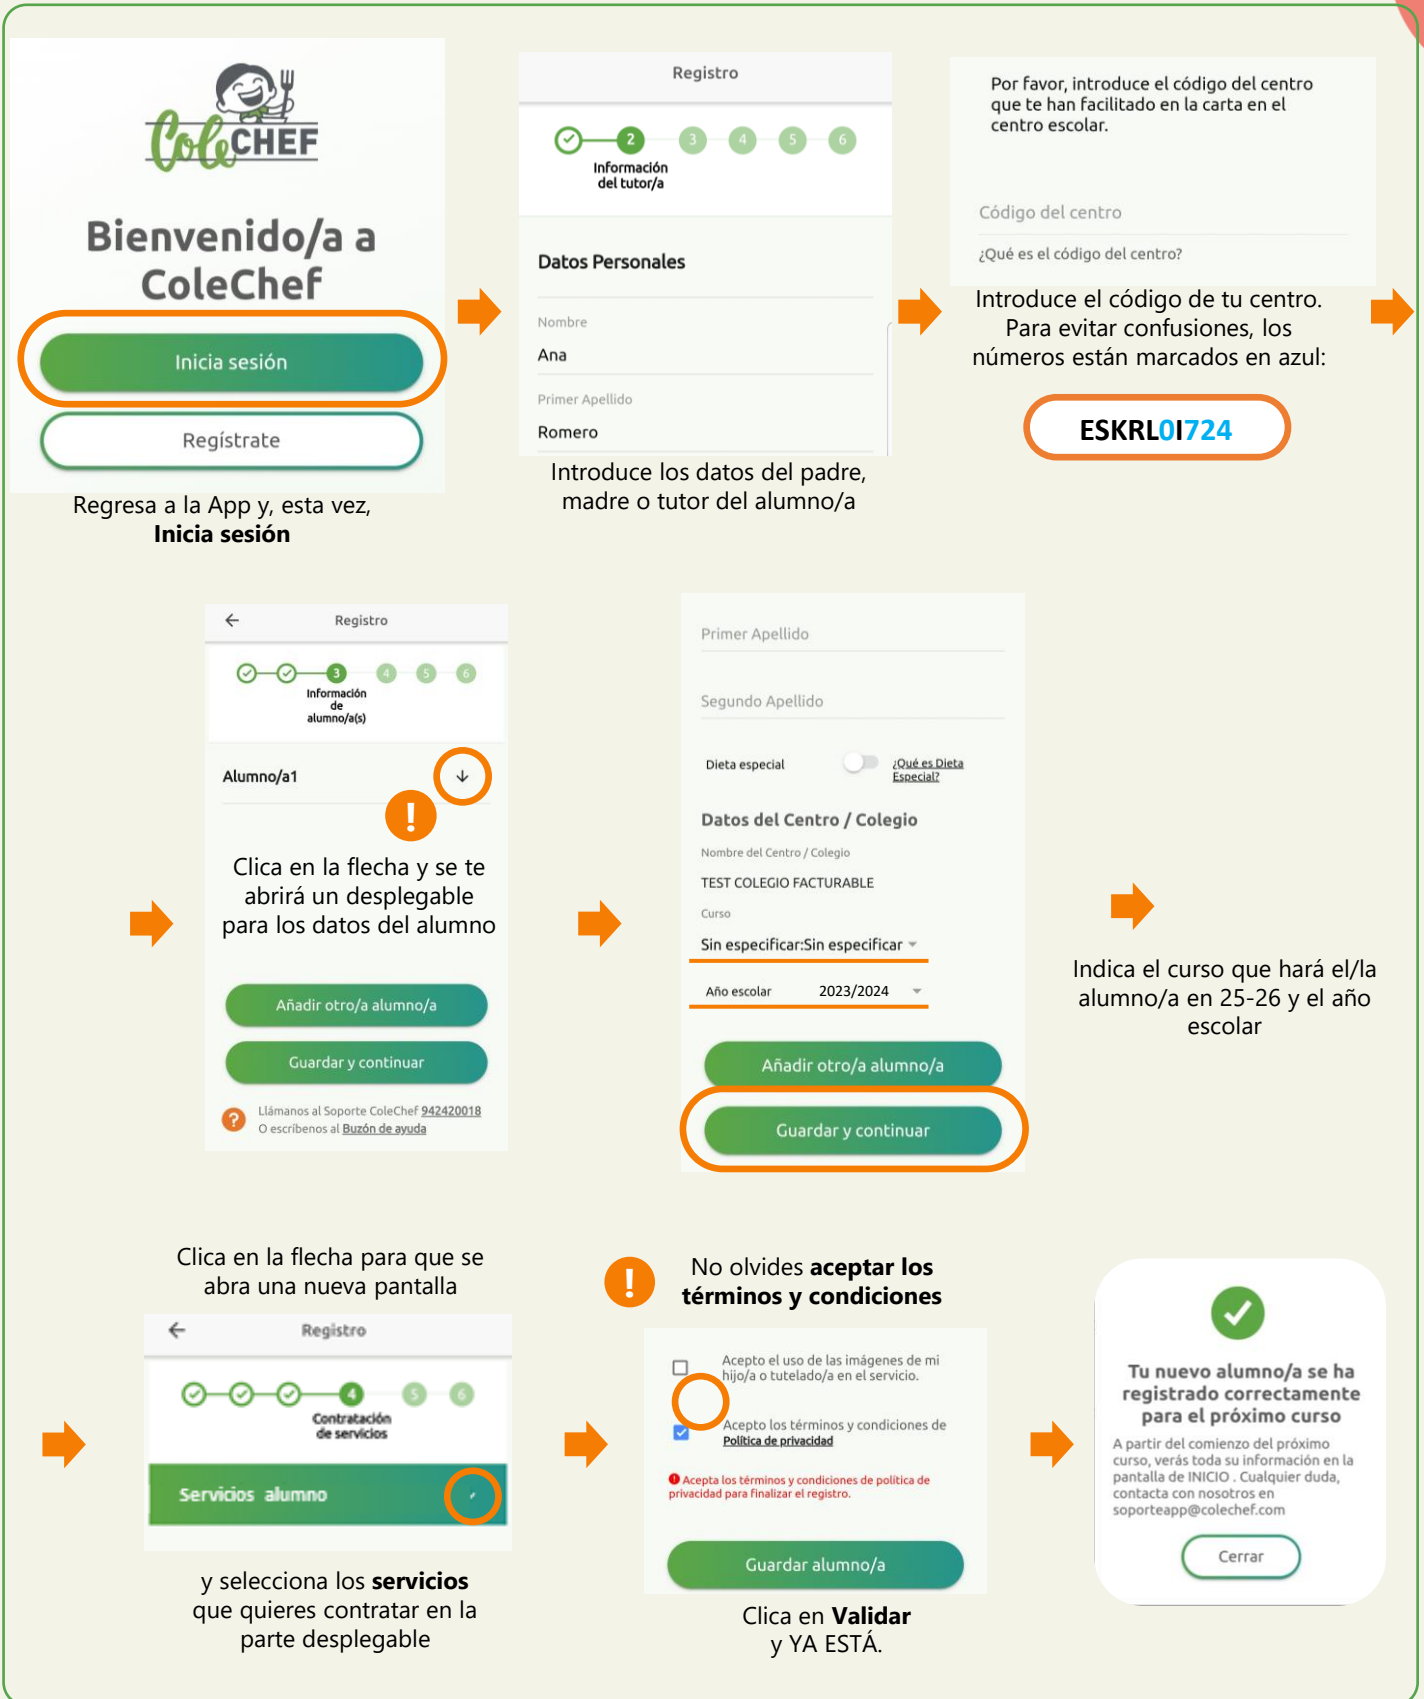 ColeCHEF
Bienvenido/a a
ColeChef
Inicia sesión
Regístrate
Regresa a la App y, esta vez,
Inicia sesión
Registro
2 3 4 5 6
Información
del tutor/a
Datos Personales
Nombre
Ana
Primer Apellido
Romero
Introduce los datos del padre,
madre o tutor del alumno/a
Por favor, introduce el código del centro
que te han facilitado en la carta en el
centro escolar.
Código del centro
¿Qué es el código del centro?
Introduce el código de tu centro.
Para evitar confusiones, los
números están marcados en azul:
ESKRL0I724
Registro
3 4 5 6
Información
de
alumno/a(s)
Alumno/a1
!
Clica en la flecha y se te
abrirá un desplegable
para los datos del alumno
Añadir otro/a alumno/a
Guardar y continuar
? Llámanos al Soporte ColeChef 942420018
O escríbenos al Buzón de ayuda
Primer Apellido
Segundo Apellido
Dieta especial ¿Qué es Dieta
Especial?
Datos del Centro / Colegio
Nombre del Centro / Colegio
TEST COLEGIO FACTURABLE
Curso
Sin especificar:Sin especificar
Año escolar 2023/2024
Añadir otro/a alumno/a
Guardar y continuar
Indica el curso que hará el/la
alumno/a en 25-26 y el año
escolar
Clica en la flecha para que se
abra una nueva pantalla
Registro
4 5 6
Contratación
de servicios
Servicios alumno
y selecciona los servicios
que quieres contratar en la
parte desplegable
!
No olvides aceptar los
términos y condiciones
Acepto el uso de las imágenes de mi
hijo/a o tutelado/a en el servicio.
Acepto los términos y condiciones de
Política de privacidad
! Acepta los términos y condiciones de política de
privacidad para finalizar el registro.
Guardar alumno/a
Clica en Validar
y YA ESTÁ.
Tu nuevo alumno/a se ha
registrado correctamente
para el próximo curso
A partir del comienzo del próximo
curso, verás toda su información en la
pantalla de INICIO . Cualquier duda,
contacta con nosotros en
soporteapp@colechef.com
Cerrar